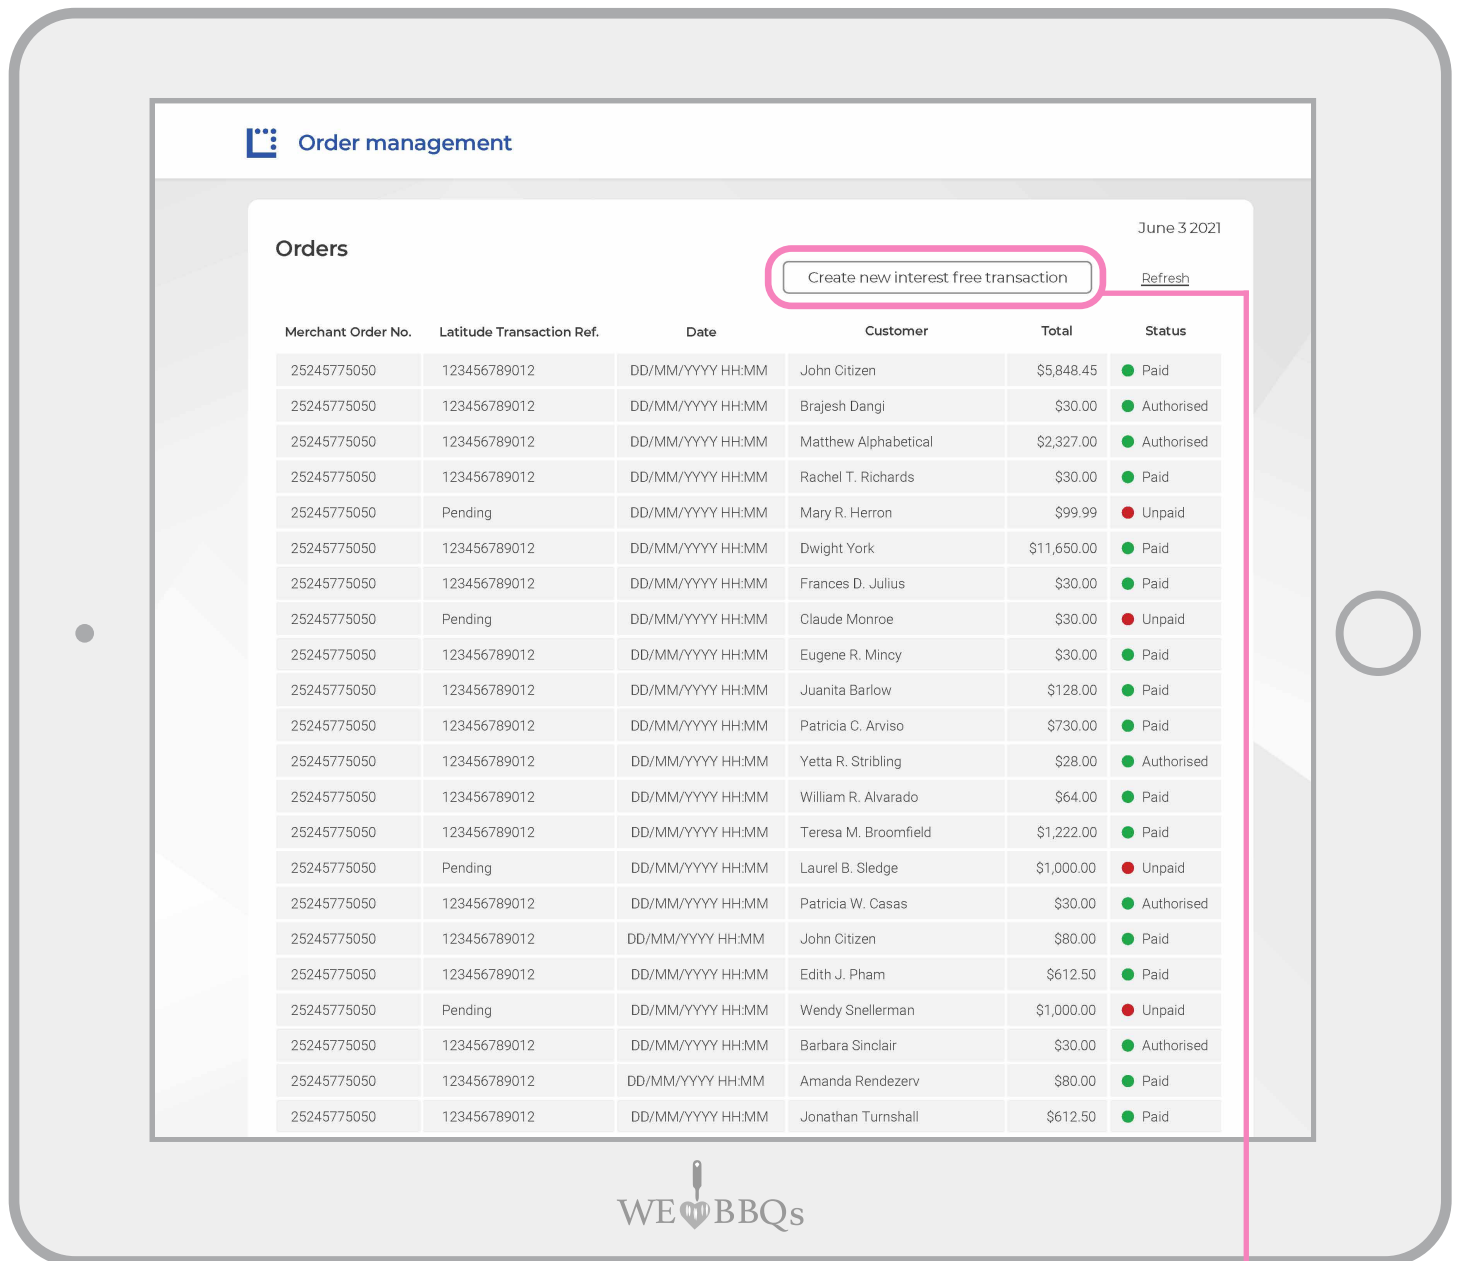 Order management
June 3 2021
Orders
Create new interest free transaction Refresh
Merchant Order No. Latitude Transaction Ref. Date Customer Total Status
25245775050 123456789012 DD/MM/YYYY HH:MM John Citizen $5,848.45 Paid
25245775050 123456789012 DD/MM/YYYY HH:MM Brajesh Dangi $30.00 Authorised
25245775050 123456789012 DD/MM/YYYY HH:MM Matthew Alphabetical $2,327.00 Authorised
25245775050 123456789012 DD/MM/YYYY HH:MM Rachel T. Richards $30.00 Paid
25245775050 Pending DD/MM/YYYY HH:MM Mary R. Herron $99.99 Unpaid
25245775050 123456789012 DD/MM/YYYY HH:MM Dwight York $11,650.00 Paid
25245775050 123456789012 DD/MM/YYYY HH:MM Frances D. Julius $30.00 Paid
25245775050 Pending DD/MM/YYYY HH:MM Claude Monroe $30.00 Unpaid
25245775050 123456789012 DD/MM/YYYY HH:MM Eugene R. Mincy $30.00 Paid
25245775050 123456789012 DD/MM/YYYY HH:MM Juanita Barlow $128.00 Paid
25245775050 123456789012 DD/MM/YYYY HH:MM Patricia C. Arviso $730.00 Paid
25245775050 123456789012 DD/MM/YYYY HH:MM Yetta R. Stribling $28.00 Authorised
25245775050 123456789012 DD/MM/YYYY HH:MM William R. Alvarado $64.00 Paid
25245775050 123456789012 DD/MM/YYYY HH:MM Teresa M. Broomfield $1,222.00 Paid
25245775050 Pending DD/MM/YYYY HH:MM Laurel B. Sledge $1,000.00 Unpaid
25245775050 123456789012 DD/MM/YYYY HH:MM Patricia W. Casas $30.00 Authorised
25245775050 123456789012 DD/MM/YYYY HH:MM John Citizen $80.00 Paid
25245775050 123456789012 DD/MM/YYYY HH:MM Edith J. Pham $612.50 Paid
25245775050 Pending DD/MM/YYYY HH:MM Wendy Snellerman $1,000.00 Unpaid
25245775050 123456789012 DD/MM/YYYY HH:MM Barbara Sinclair $30.00 Authorised
25245775050 123456789012 DD/MM/YYYY HH:MM Amanda Rendezerv $80.00 Paid
25245775050 123456789012 DD/MM/YYYY HH:MM Jonathan Turnshall $612.50 Paid
WE BBQs